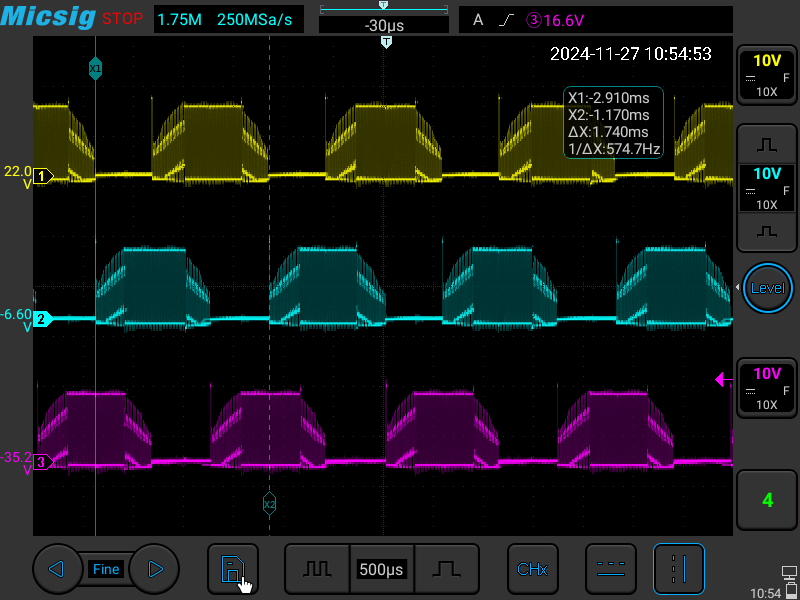 Micsig STOP 1.75M 250MSa/s -30μs A ③16.6V
T
2024-11-27 10:54:53
X1
X1:-2.910ms
X2:-1.170ms
ΔX:1.740ms
1/ΔX:574.7Hz
22.0
V
1
-6.60
V
2
-35.2
V
3
X2
10V
F
10X
10V
F
10X
Level
10V
F
10X
4
Fine 500μs CHx
10:54